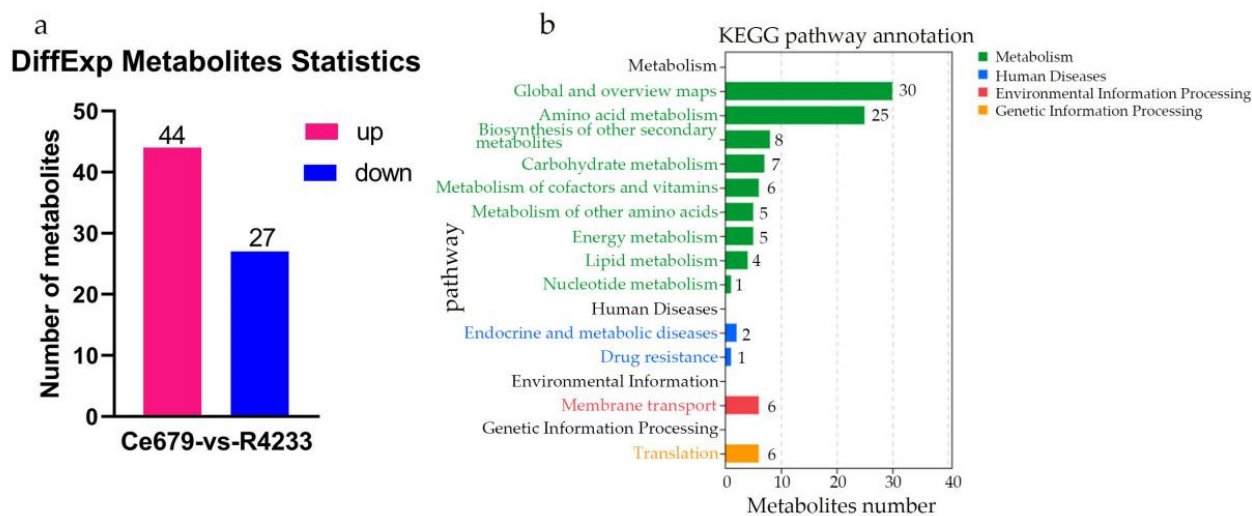 a
DiffExp Metabolites Statistics
50
40
30
20
10
0
Number of metabolites
44
27
up
down
Ce679-vs-R4233
b
KEGG pathway annotation
pathway
Metabolism
Global and overview maps 30
Amino acid metabolism 25
Biosynthesis of other secondary
metabolites 8
Carbohydrate metabolism 7
Metabolism of cofactors and vitamins 6
Metabolism of other amino acids 5
Energy metabolism 5
Lipid metabolism 4
Nucleotide metabolism 1
Human Diseases
Endocrine and metabolic diseases 2
Drug resistance 1
Environmental Information
Membrane transport 6
Genetic Information Processing
Translation 6
0 10 20 30 40
Metabolites number
Metabolism
Human Diseases
Environmental Information Processing
Genetic Information Processing